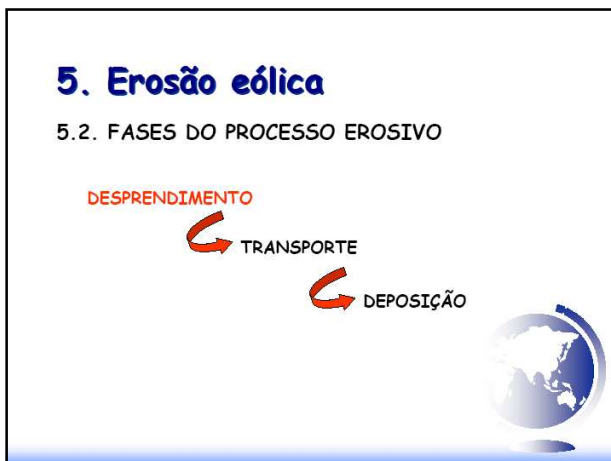 5. Erosão eólica
5.2. FASES DO PROCESSO EROSIVO
DESPRENDIMENTO
TRANSPORTE
DEPOSIÇÃO